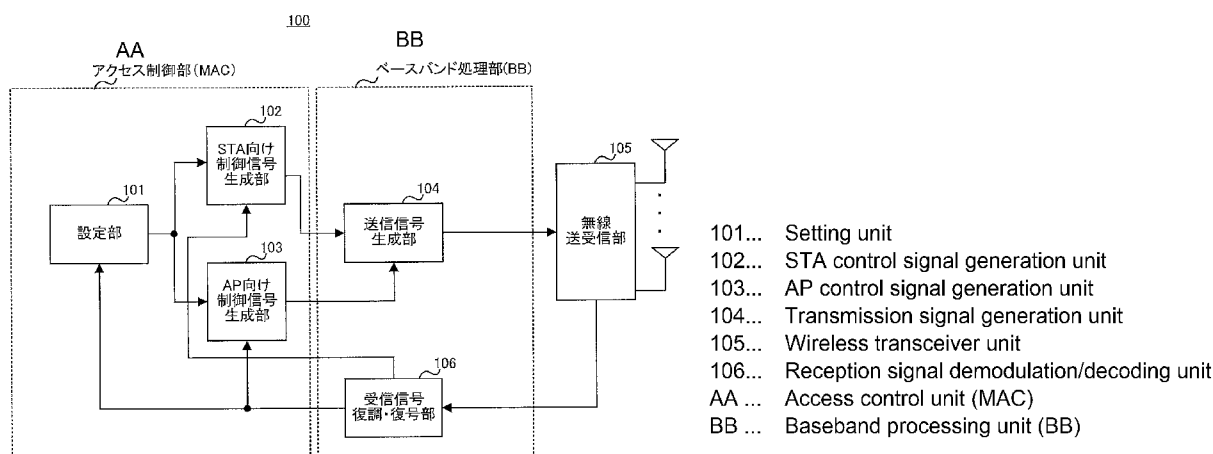 100
AA
アクセス制御部(MAC)
BB
ベースバンド処理部(BB)
102
STA向け
制御信号
生成部
101
設定部
103
AP向け
制御信号
生成部
104
送信信号
生成部
105
無線
送受信部
106
受信信号
復調・復号部
101... Setting unit
102... STA control signal generation unit
103... AP control signal generation unit
104... Transmission signal generation unit
105... Wireless transceiver unit
106... Reception signal demodulation/decoding unit
AA ... Access control unit (MAC)
BB ... Baseband processing unit (BB)